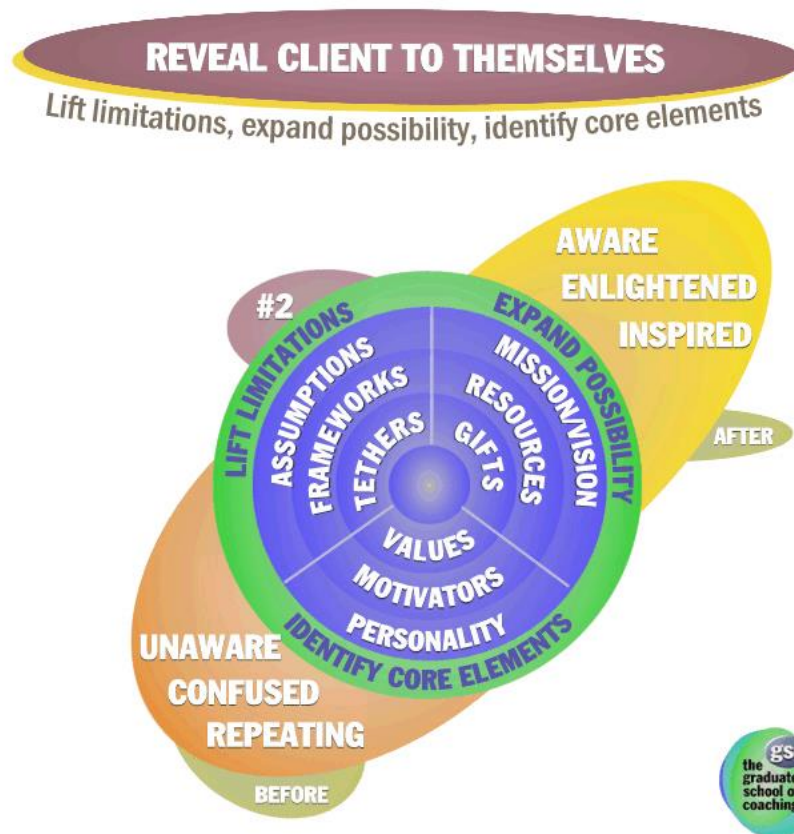 REVEAL CLIENT TO THEMSELVES
Lift limitations, expand possibility, identify core elements
AWARE
ENLIGHTENED
INSPIRED
AFTER
#2
LIFT LIMITATIONS
ASSUMPTIONS
FRAMEWORKS
TETHERS
EXPAND POSSIBILITY
MISSION/VISION
RESOURCES
GIFTS
VALUES
MOTIVATORS
PERSONALITY
IDENTIFY CORE ELEMENTS
UNAWARE
CONFUSED
REPEATING
BEFORE
gs
the
graduate
school o
coaching